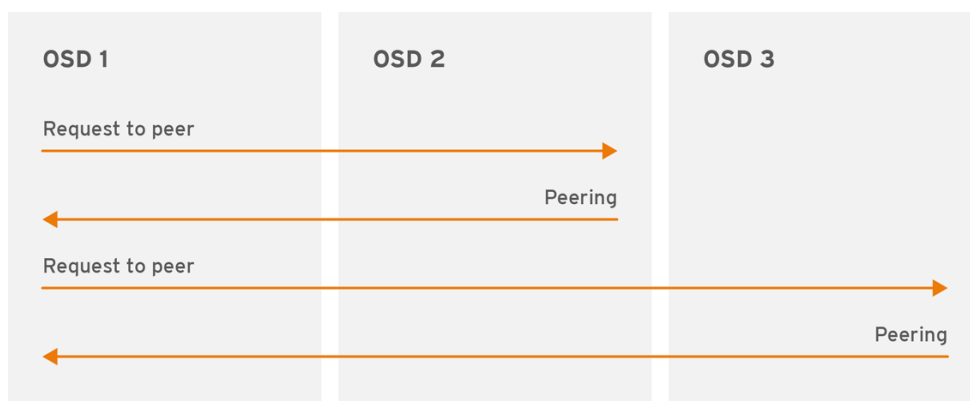 OSD 1
OSD 2
OSD 3
Request to peer
Peering
Request to peer
Peering